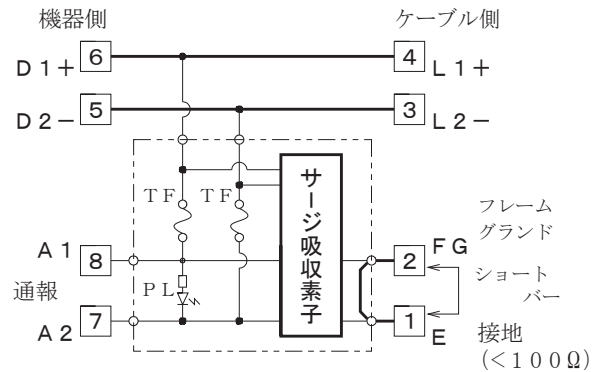 機器側
ケーブル側
D1+ 6
4 L1+
D2− 5
3 L2−
TF
TF
サージ吸収素子
フレーム
グランド
A1 8
2 FG
ショート
バー
通報
PL
A2 7
1 E
接地
(<100Ω)